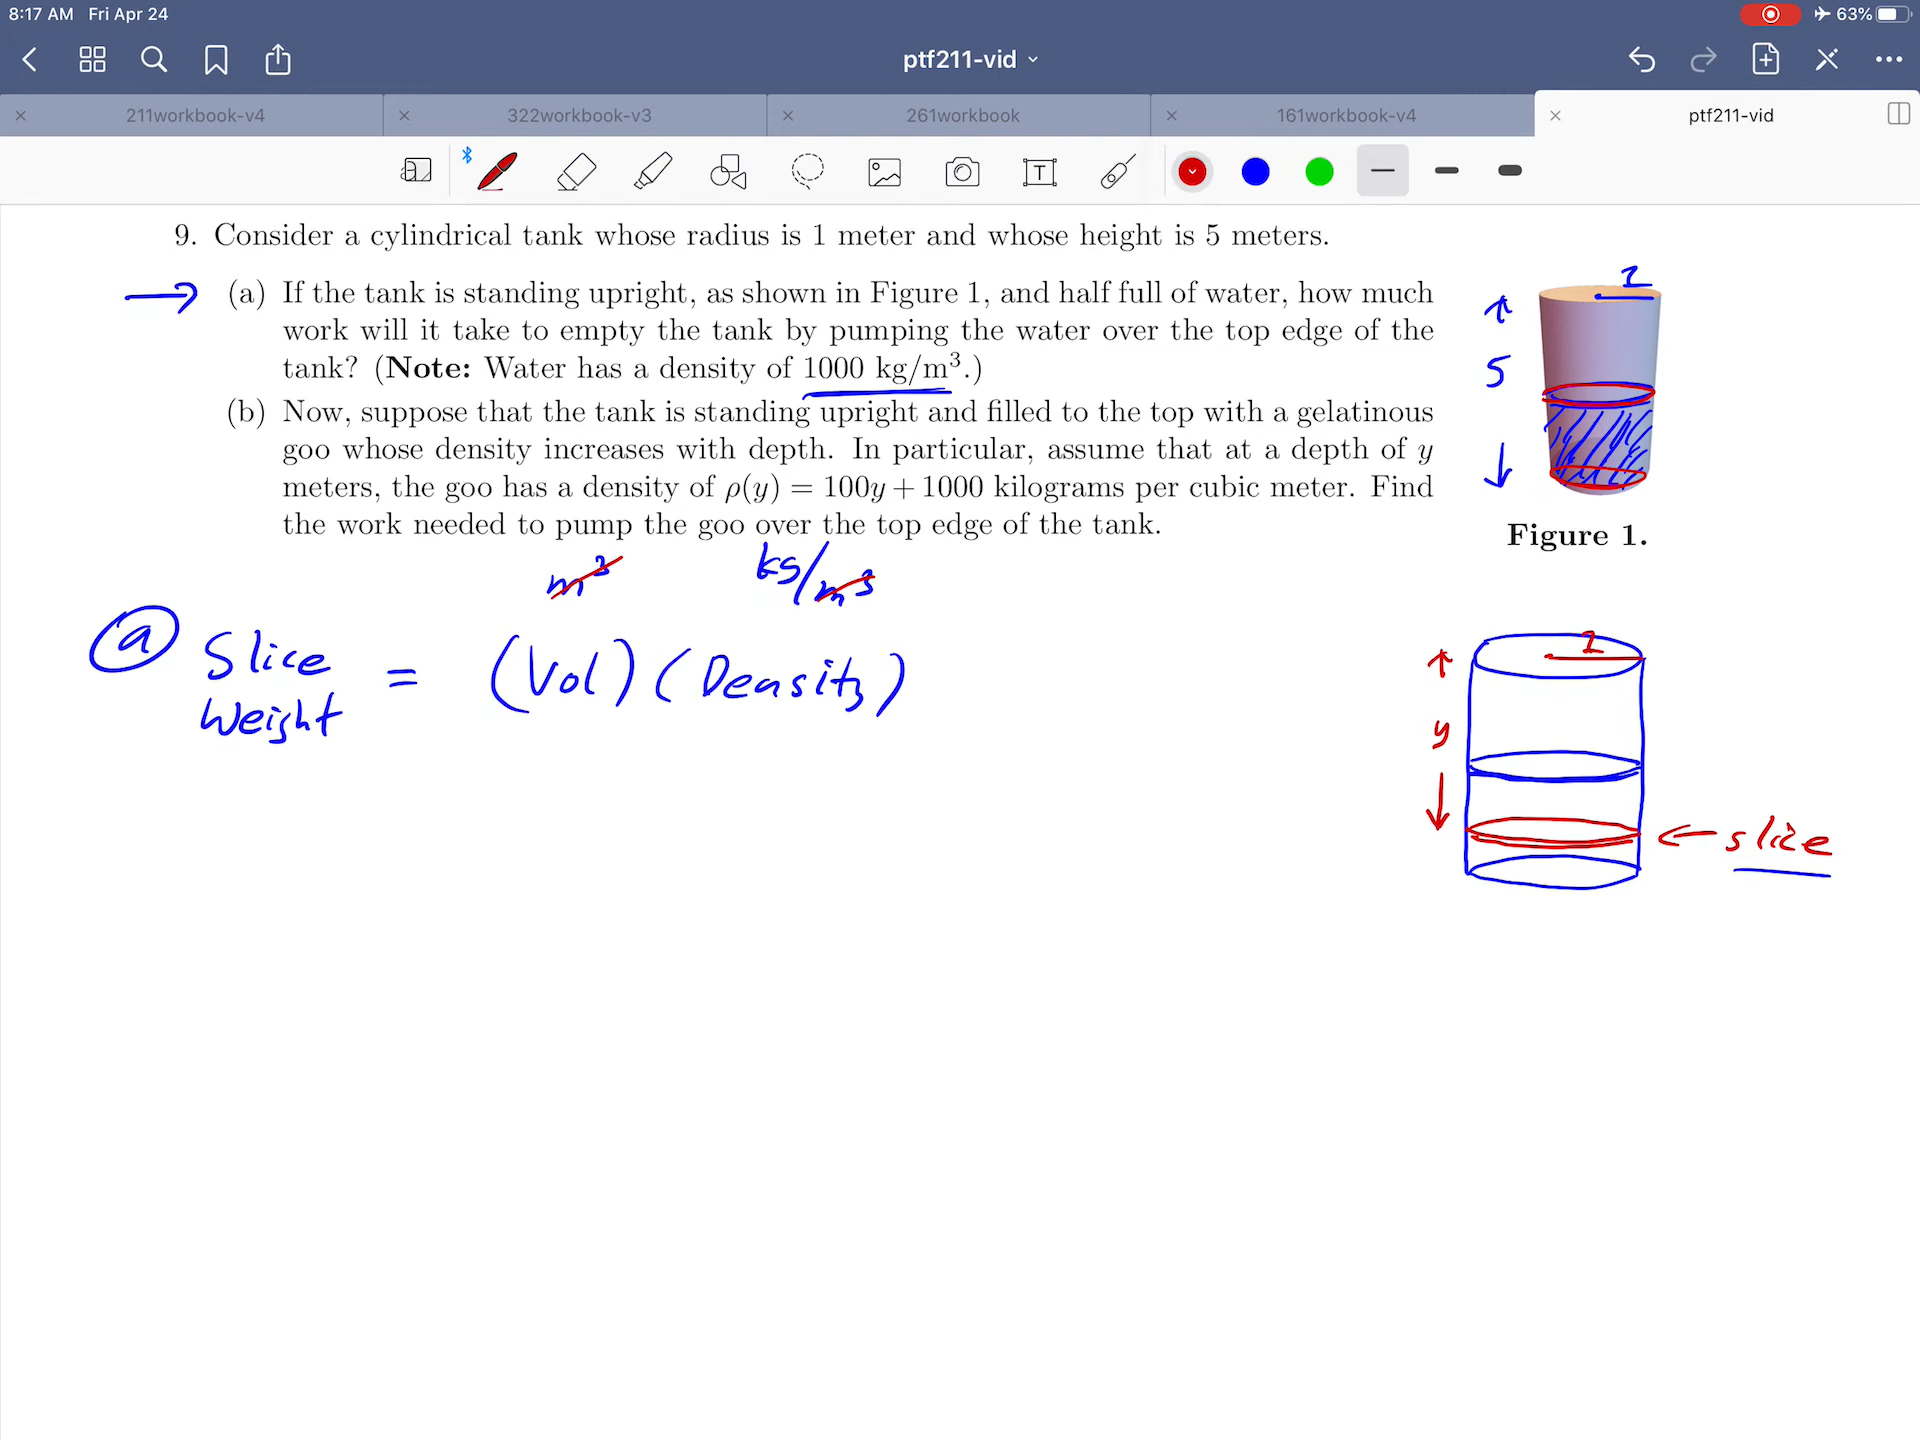 8:17 AM Fri Apr 24
63%
ptf211-vid
211workbook-v4
322workbook-v3
261workbook
161workbook-v4
ptf211-vid
9. Consider a cylindrical tank whose radius is 1 meter and whose height is 5 meters.
(a) If the tank is standing upright, as shown in Figure 1, and half full of water, how much
work will it take to empty the tank by pumping the water over the top edge of the
tank? (Note: Water has a density of 1000 kg/m³.)
(b) Now, suppose that the tank is standing upright and filled to the top with a gelatinous
goo whose density increases with depth. In particular, assume that at a depth of y
meters, the goo has a density of ρ(y) = 100y + 1000 kilograms per cubic meter. Find
the work needed to pump the goo over the top edge of the tank.
1
5
Figure 1.
m³ kg/m³
(a) Slice
Weight = (Vol) (Density)
1
y
← slice